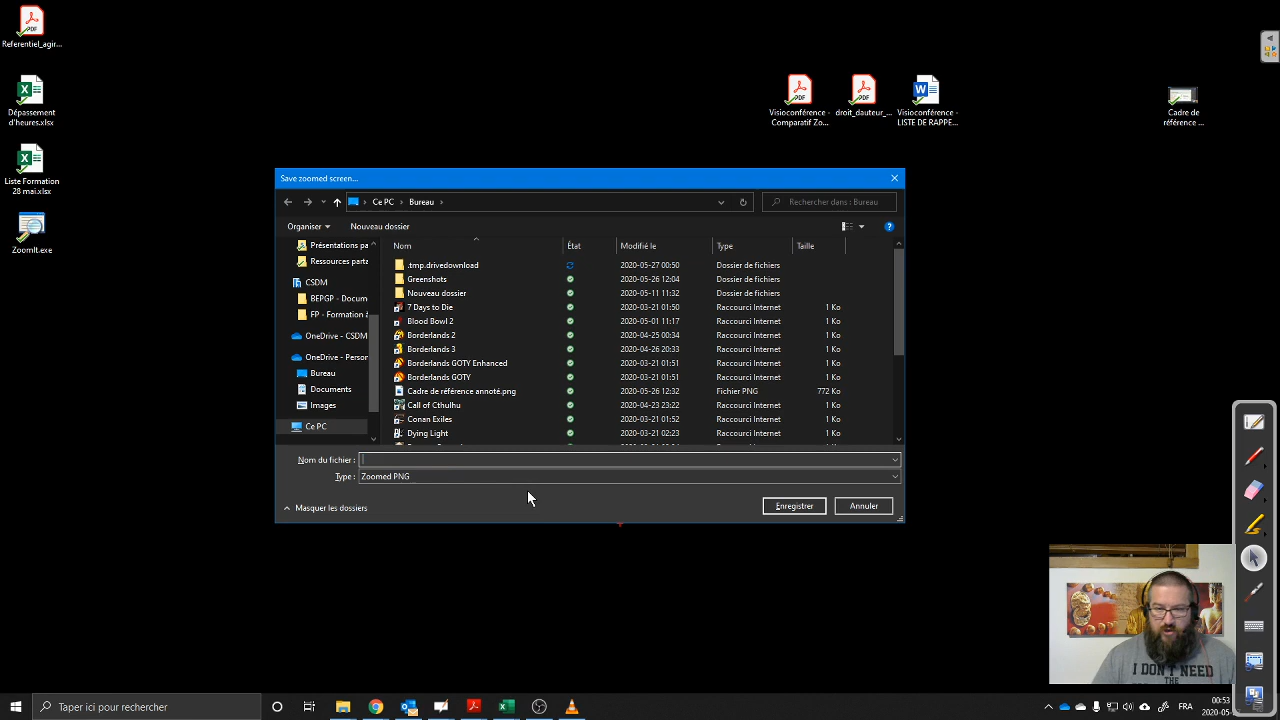 Referentiel_agir...
Dépassement
d'heures.xlsx
Liste Formation
28 mai.xlsx
ZoomIt.exe
Visioconférence -
Comparatif Zo...
droit_dauteur_...
Visioconférence -
LISTE DE RAPPE...
Cadre de
référence ...
Save zoomed screen...
Ce PC > Bureau >
Rechercher dans : Bureau
Organiser
Nouveau dossier
Présentations pa
Ressources parta
CSDM
BEPGP - Docum
FP - Formation à
OneDrive - CSDM
OneDrive - Person
Bureau
Documents
Images
Ce PC
Nom État Modifié le Type Taille
.tmp.drivedownload 2020-05-27 00:50 Dossier de fichiers
Greenshots 2020-05-26 12:04 Dossier de fichiers
Nouveau dossier 2020-05-11 11:32 Dossier de fichiers
7 Days to Die 2020-03-21 01:50 Raccourci Internet 1 Ko
Blood Bowl 2 2020-05-01 11:17 Raccourci Internet 1 Ko
Borderlands 2 2020-04-25 00:34 Raccourci Internet 1 Ko
Borderlands 3 2020-04-26 20:33 Raccourci Internet 1 Ko
Borderlands GOTY Enhanced 2020-03-21 01:51 Raccourci Internet 1 Ko
Borderlands GOTY 2020-03-21 01:51 Raccourci Internet 1 Ko
Cadre de référence annoté.png 2020-05-26 12:32 Fichier PNG 772 Ko
Call of Cthulhu 2020-04-23 23:22 Raccourci Internet 1 Ko
Conan Exiles 2020-03-21 01:52 Raccourci Internet 1 Ko
Dying Light 2020-03-21 02:23 Raccourci Internet 1 Ko
Nom du fichier :
Type : Zoomed PNG
Masquer les dossiers
Enregistrer
Annuler
I DON'T NEED
THE
Taper ici pour rechercher
FRA
00:53
2020-05-